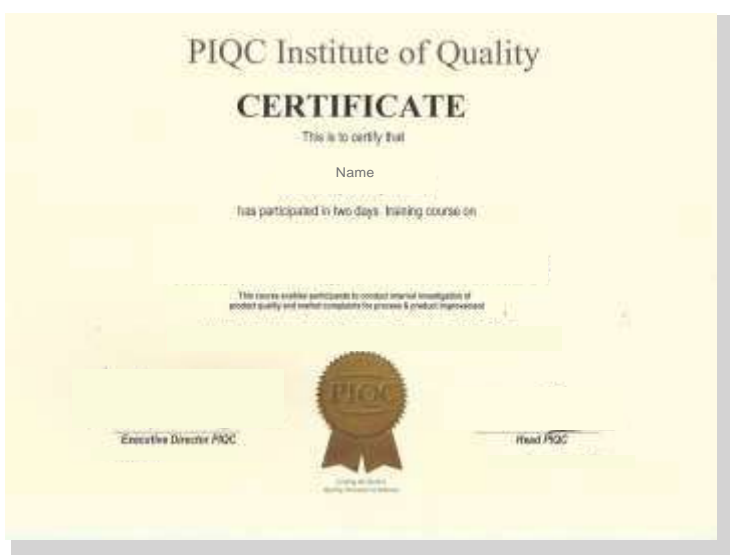 PIQC Institute of Quality
CERTIFICATE
This is to certify that
Name
has participated in two days training course on
This course enables participants to conduct internal investigation of
product quality and market complaints for process & product improvement
PIQC
Executive Director PIQC
Head PIQC